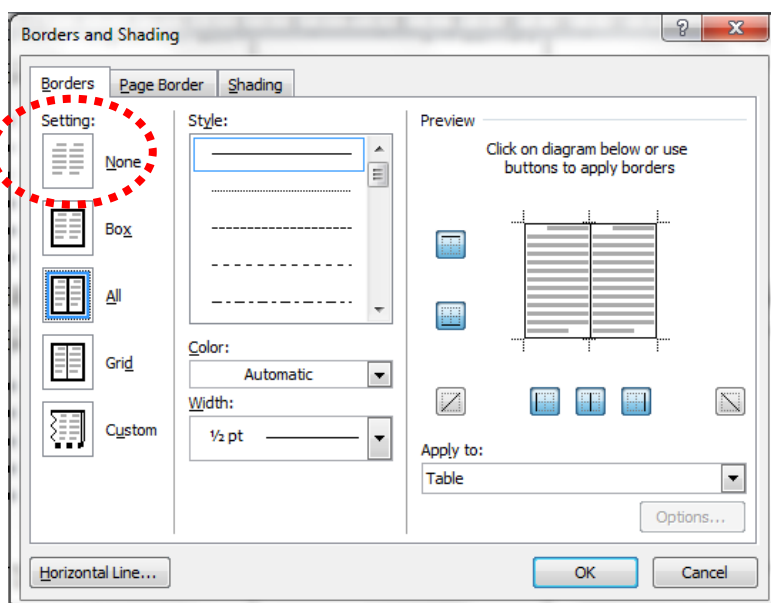 Borders and Shading
Borders
Page Border
Shading
Setting:
None
Box
All
Grid
Custom
Style:
Color:
Automatic
Width:
½ pt
Preview
Click on diagram below or use
buttons to apply borders
Apply to:
Table
Options...
Horizontal Line...
OK
Cancel